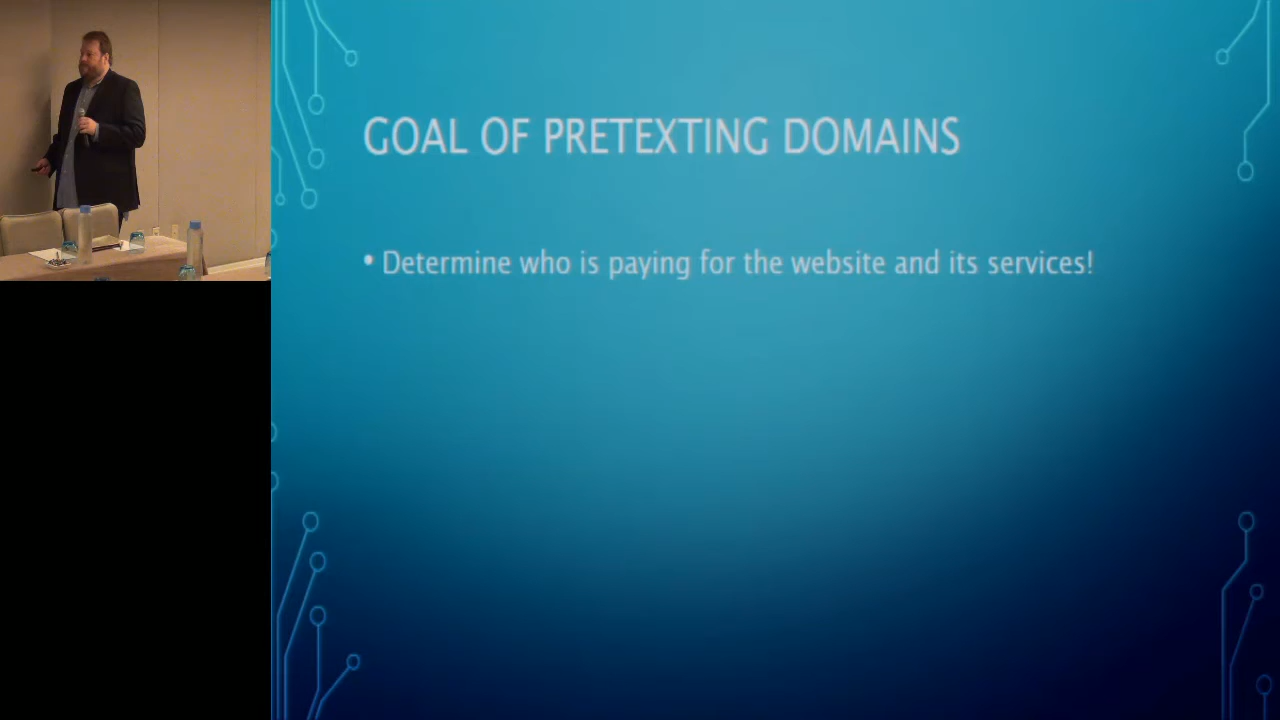 GOAL OF PRETEXTING DOMAINS
• Determine who is paying for the website and its services!